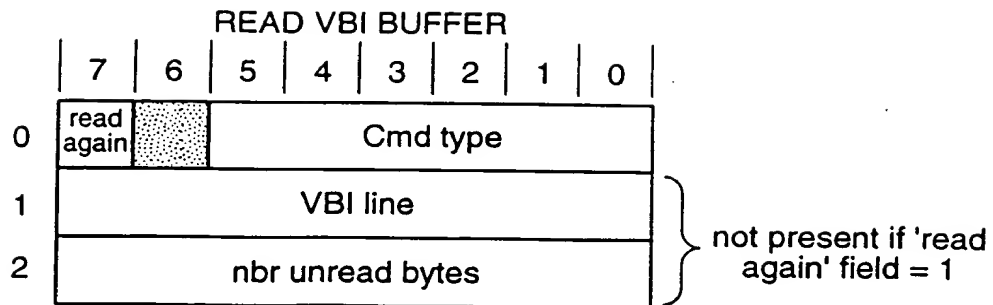 READ VBI BUFFER
7 6 5 4 3 2 1 0
0 read again Cmd type
1 VBI line
2 nbr unread bytes
not present if 'read
again' field = 1